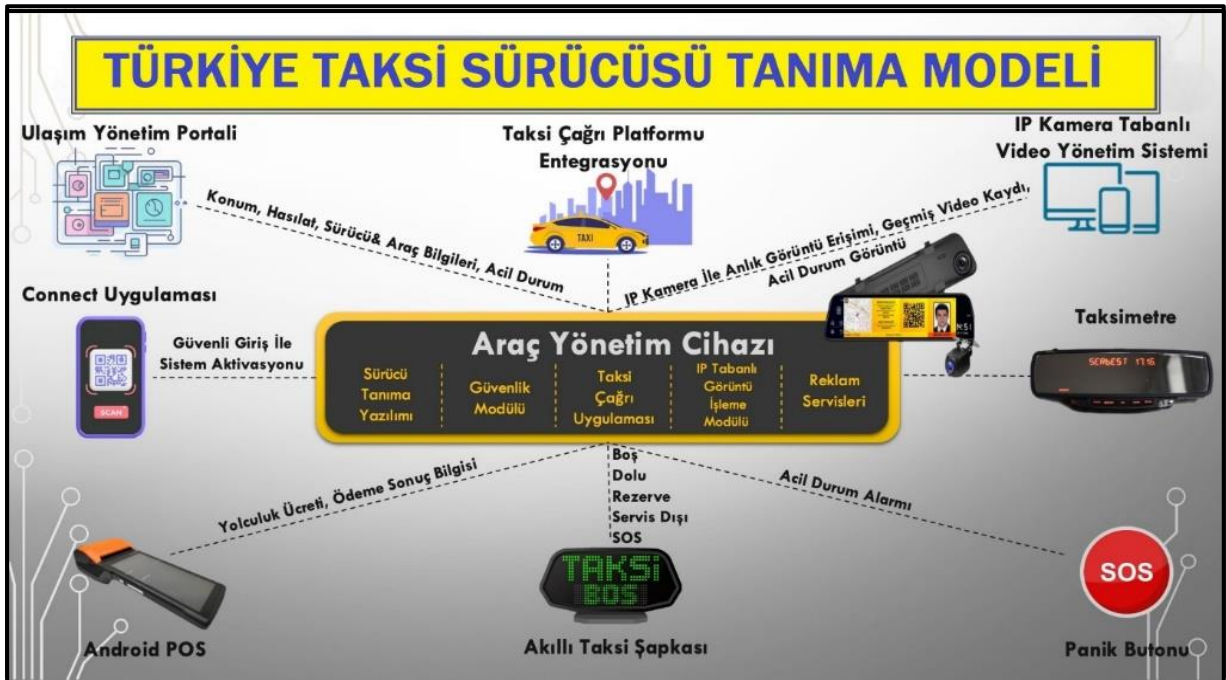 TÜRKİYE TAKSİ SÜRÜCÜSÜ TANIMA MODELİ
Ulaşım Yönetim Portali
Taksi Çağrı Platformu
Entegrasyonu
IP Kamera Tabanlı
Video Yönetim Sistemi
TAXI
Konum, Hasılat, Sürücü& Araç Bilgileri, Acil Durum
IP Kamera İle Anlık Görüntü Erişimi, Geçmiş Video Kaydı,
Acil Durum Görüntü
Connect Uygulaması
SCAN
Güvenli Giriş İle
Sistem Aktivasyonu
Araç Yönetim Cihazı
Sürücü
Tanıma
Yazılımı
Güvenlik
Modülü
Taksi
Çağrı
Uygulaması
IP Tabanlı
Görüntü
İşleme
Modülü
Reklam
Servisleri
Taksimetre
SERbEST 17:16
Yolculuk Ücreti, Ödeme Sonuç Bilgisi
Boş
Dolu
Rezerve
Servis Dışı
SOS
Acil Durum Alarmı
TAKSİ
BOS
SOS
Android POS
Akıllı Taksi Şapkası
Panik Butonu